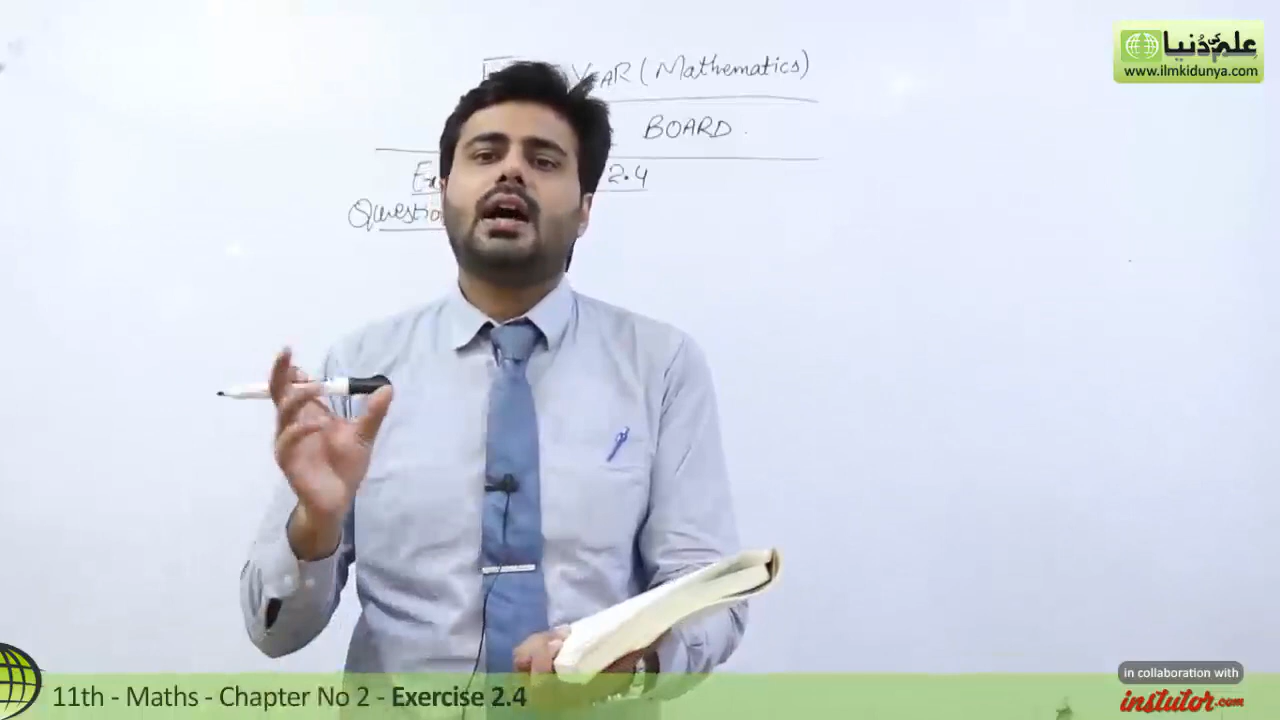 علم کی دنیا
www.ilmkidunya.com
YEAR (Mathematics)
BOARD
2.4
11th - Maths - Chapter No 2 - Exercise 2.4
in collaboration with
instutor.com